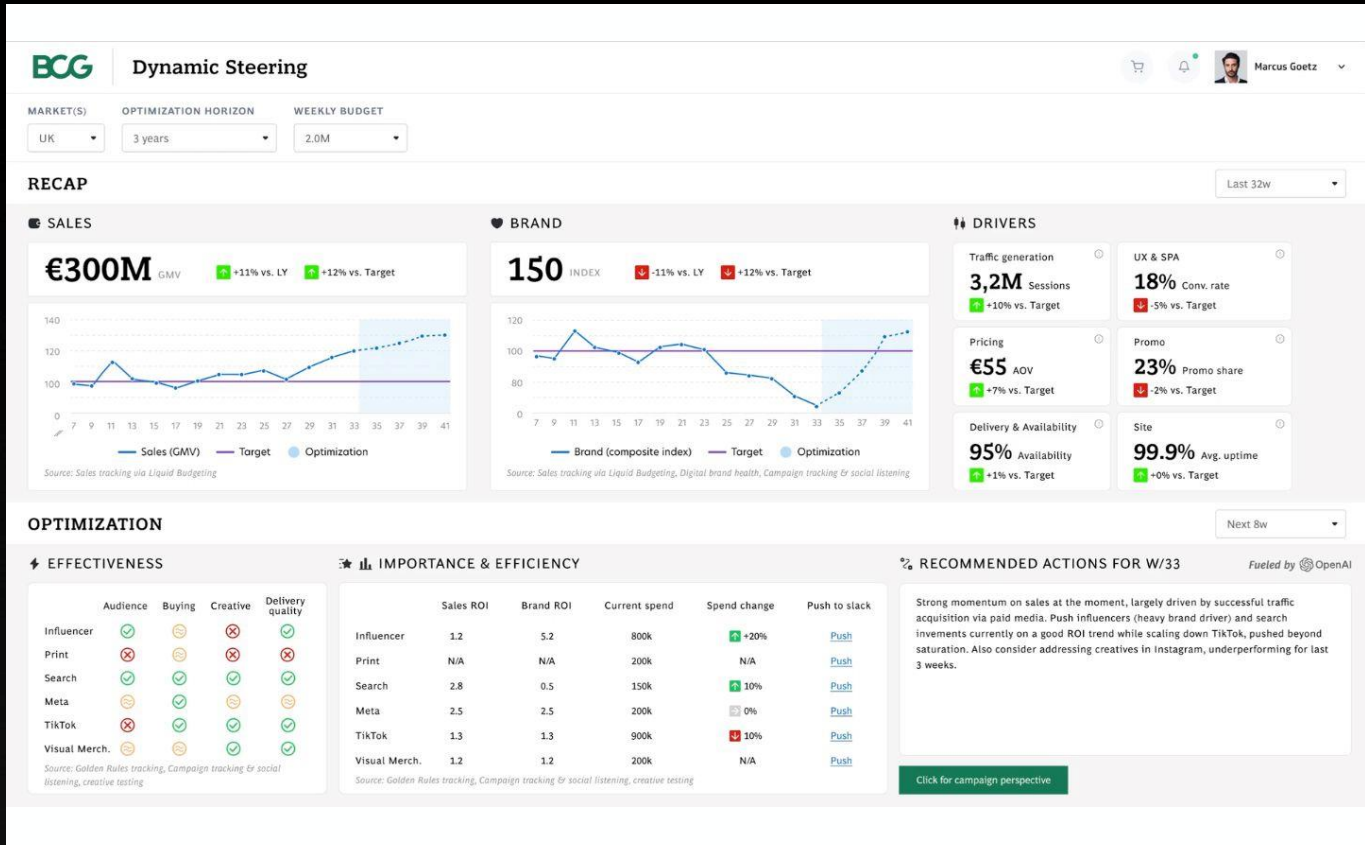 BCG
Dynamic Steering
Marcus Goetz
MARKET(S) OPTIMIZATION HORIZON WEEKLY BUDGET
UK 3 years 2.0M
RECAP
Last 32w
SALES
€300M GMV +11% vs. LY +12% vs. Target
140
120
100
0
7 9 11 13 15 17 19 21 23 25 27 29 31 33 35 37 39 41
Sales (GMV) Target Optimization
Source: Sales tracking via Liquid Budgeting
BRAND
150 INDEX -11% vs. LY +12% vs. Target
120
100
80
0
7 9 11 13 15 17 19 21 23 25 27 29 31 33 35 37 39 41
Brand (composite index) Target Optimization
Source: Sales tracking via Liquid Budgeting, Digital brand health, Campaign tracking & social listening
DRIVERS
Traffic generation
3,2M Sessions
+10% vs. Target
UX & SPA
18% Conv. rate
-5% vs. Target
Pricing
€55 AOV
+7% vs. Target
Promo
23% Promo share
-2% vs. Target
Delivery & Availability
95% Availability
+1% vs. Target
Site
99.9% Avg. uptime
+0% vs. Target
OPTIMIZATION
Next 8w
EFFECTIVENESS
Audience Buying Creative Delivery
quality
Influencer
Print
Search
Meta
TikTok
Visual Merch.
Source: Golden Rules tracking, Campaign tracking & social
listening, creative testing
IMPORTANCE & EFFICIENCY
Sales ROI Brand ROI Current spend Spend change Push to slack
Influencer 1.2 5.2 800k +20% Push
Print N/A N/A 200k N/A Push
Search 2.8 0.5 150k 10% Push
Meta 2.5 2.5 200k 0% Push
TikTok 1.3 1.3 900k 10% Push
Visual Merch. 1.2 1.2 200k N/A Push
Source: Golden Rules tracking, Campaign tracking & social listening, creative testing
RECOMMENDED ACTIONS FOR W/33 Fueled by OpenAI
Strong momentum on sales at the moment, largely driven by successful traffic
acquisition via paid media. Push influencers (heavy brand driver) and search
invements currently on a good ROI trend while scaling down TikTok, pushed beyond
saturation. Also consider addressing creatives in Instagram, underperforming for last
3 weeks.
Click for campaign perspective